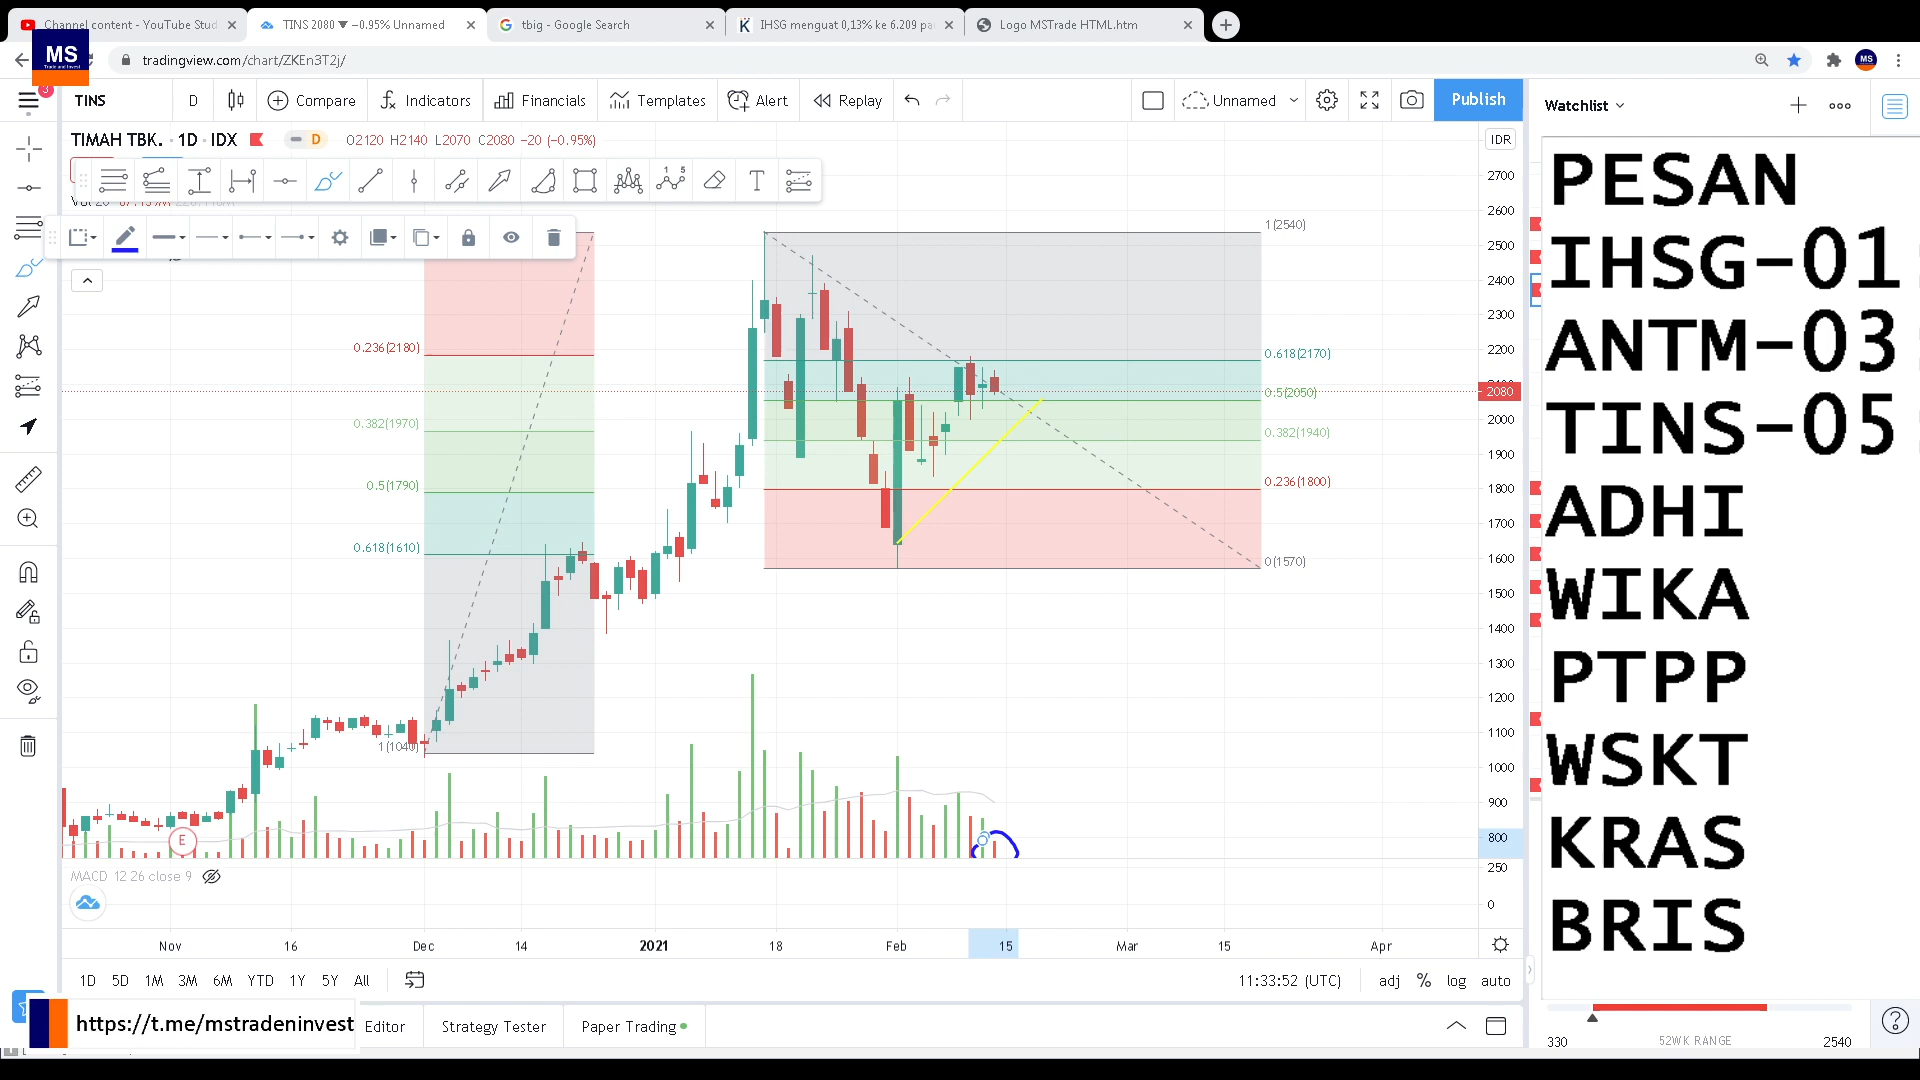 Channel content - YouTube Stud
TINS 2080 ▼ −0.95% Unnamed
tbig - Google Search
IHSG menguat 0,13% ke 6.209 pa
Logo MSTrade HTML.htm
MS
Trade and Invest
tradingview.com/chart/ZKEn3T2j/
MS
3
TINS
D
Compare
Indicators
Financials
Templates
Alert
Replay
Unnamed
Publish
Watchlist
TIMAH TBK. · 1D · IDX
D
O2120 H2140 L2070 C2080 −20 (−0.95%)
IDR
1 5
2700
2600
2500
2400
2300
2200
2080
2000
1900
1800
1700
1600
1500
1400
1300
1200
1100
1000
900
800
250
0
1(2540)
0.618(2170)
0.5(2050)
0.382(1940)
0.236(1800)
0(1570)
0.236(2180)
0.382(1970)
0.5(1790)
0.618(1610)
1(1040)
E
MACD 12 26 close 9
Nov
16
Dec
14
2021
18
Feb
15
Mar
15
Apr
1D 5D 1M 3M 6M YTD 1Y 5Y All
11:33:52 (UTC)
adj % log auto
https://t.me/mstradeninvest
Editor
Strategy Tester
Paper Trading
PESAN
IHSG-01
ANTM-03
TINS-05
ADHI
WIKA
PTPP
WSKT
KRAS
BRIS
330
52WK RANGE
2540